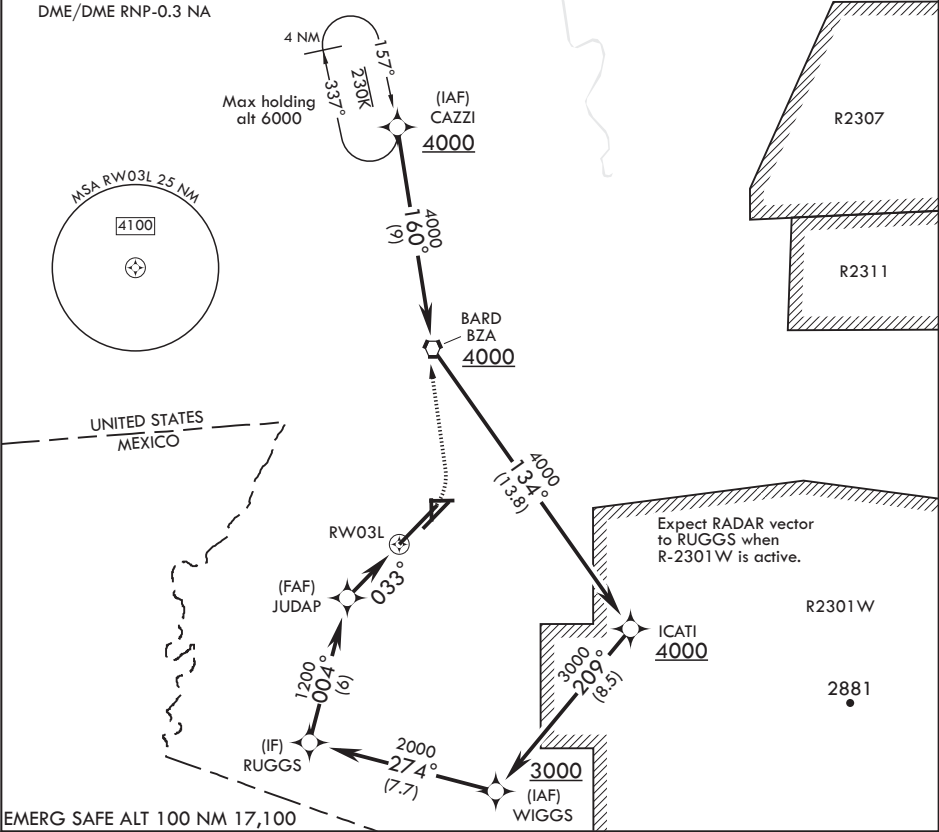 DME/DME RNP-0.3 NA
4 NM
157°
337°
230K
Max holding
alt 6000
(IAF)
CAZZI
4000
R2307
MSA RW03L 25 NM
4100
4000
160°
(9)
R2311
BARD
BZA
4000
UNITED STATES
MEXICO
4000
134°
(13.8)
Expect RADAR vector
to RUGGS when
R-2301W is active.
RW03L
033°
(FAF)
JUDAP
R2301W
ICATI
4000
3000
209°
(8.5)
2881
1200
004°
(6)
(IF)
RUGGS
2000
274°
(7.7)
3000
(IAF)
WIGGS
EMERG SAFE ALT 100 NM 17,100